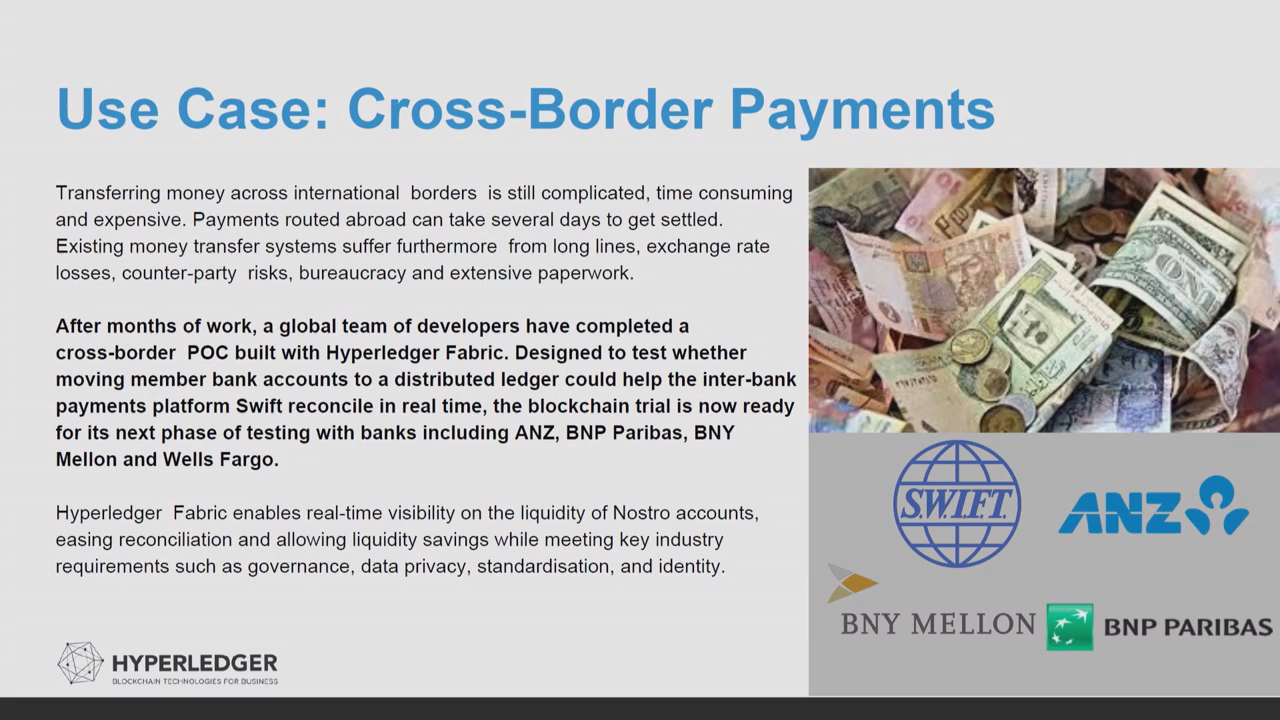 Use Case: Cross-Border Payments
Transferring money across international borders is still complicated, time consuming
and expensive. Payments routed abroad can take several days to get settled.
Existing money transfer systems suffer furthermore from long lines, exchange rate
losses, counter-party risks, bureaucracy and extensive paperwork.
After months of work, a global team of developers have completed a
cross-border POC built with Hyperledger Fabric. Designed to test whether
moving member bank accounts to a distributed ledger could help the inter-bank
payments platform Swift reconcile in real time, the blockchain trial is now ready
for its next phase of testing with banks including ANZ, BNP Paribas, BNY
Mellon and Wells Fargo.
Hyperledger Fabric enables real-time visibility on the liquidity of Nostro accounts,
easing reconciliation and allowing liquidity savings while meeting key industry
requirements such as governance, data privacy, standardisation, and identity.
ONE
S.W.I.F.T.
ANZ
BNY MELLON
BNP PARIBAS
HYPERLEDGER
BLOCKCHAIN TECHNOLOGIES FOR BUSINESS